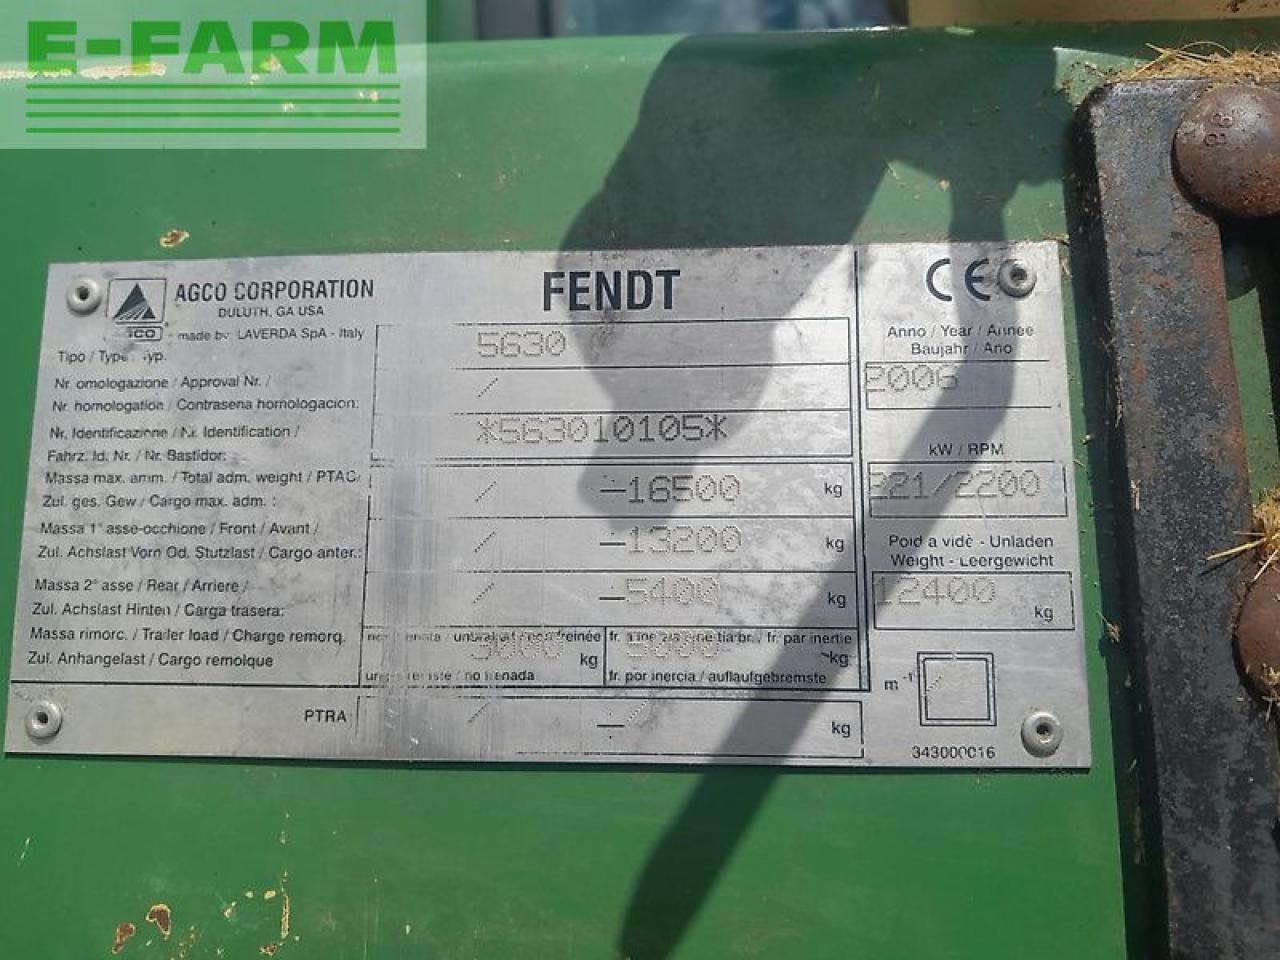 E-FARM
AGCO CORPORATION
DULUTH, GA USA
made by: LAVERDA SpA - Italy
FENDT
CE
Tipo / Type / Typ. 5630
Nr. omologazione / Approval Nr. / /
Nr. homologation / Contrasena homologacion:
Nr. Identificazione / Nr. Identification / *563010105*
Fahrz. Id. Nr. / Nr. Bastidor:
Massa max. amm. / Total adm. weight / PTAC/ / -16500 kg
Zul. ges. Gew / Cargo max. adm. :
Massa 1° asse-occhione / Front / Avant / / -13200 kg
Zul. Achslast Vorn Od. Stutzlast / Cargo anter.:
Massa 2° asse / Rear / Arriere / / -5400 kg
Zul. Achslast Hinten / Carga trasera:
Massa rimorc. / Trailer load / Charge remorq. 3000 kg
fr. par inertie
Zul. Anhangelast / Cargo remolque
/ no frenada
fr. por inercia / auflaufgebremste kg
PTRA / -/ kg
Anno / Year / Annee
Baujahr / Ano
2006
kW / RPM
221/2200
Poid a vidè - Unladen
Weight - Leergewicht
12400 kg
m⁻¹ /
343000016